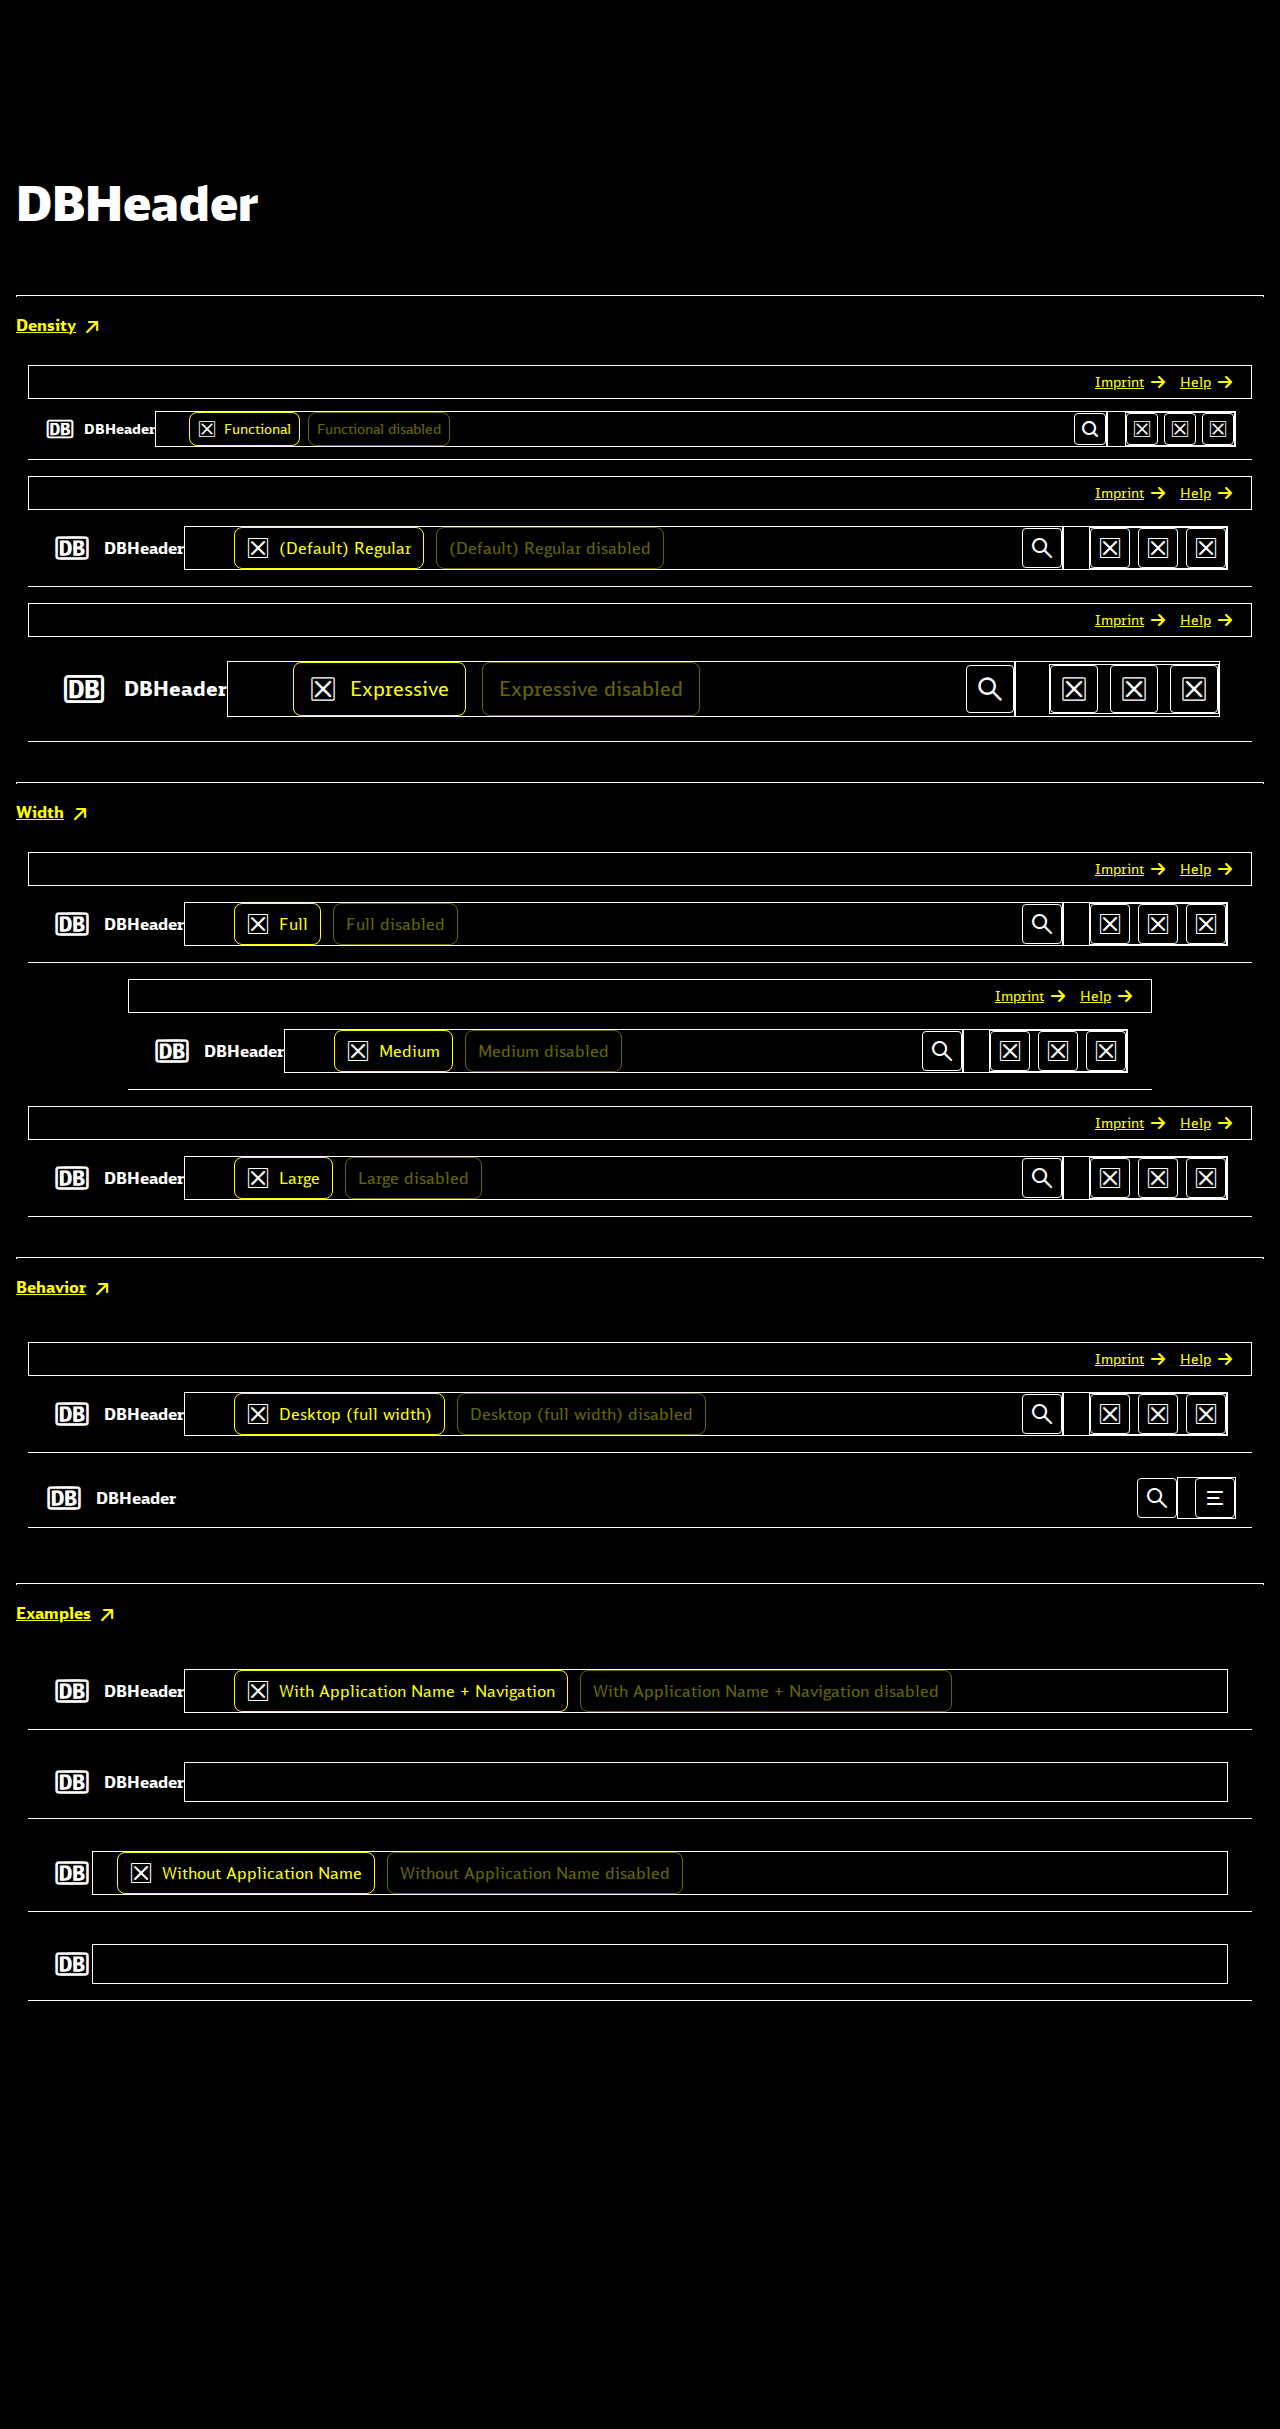 DBHeader
Density
Imprint Help
DB DBHeader Functional Functional disabled
Imprint Help
DB DBHeader (Default) Regular (Default) Regular disabled
Imprint Help
DB DBHeader Expressive Expressive disabled
Width
Imprint Help
DB DBHeader Full Full disabled
Imprint Help
DB DBHeader Medium Medium disabled
Imprint Help
DB DBHeader Large Large disabled
Behavior
Imprint Help
DB DBHeader Desktop (full width) Desktop (full width) disabled
DB DBHeader
Examples
DB DBHeader With Application Name + Navigation With Application Name + Navigation disabled
DB DBHeader
DB Without Application Name Without Application Name disabled
DB